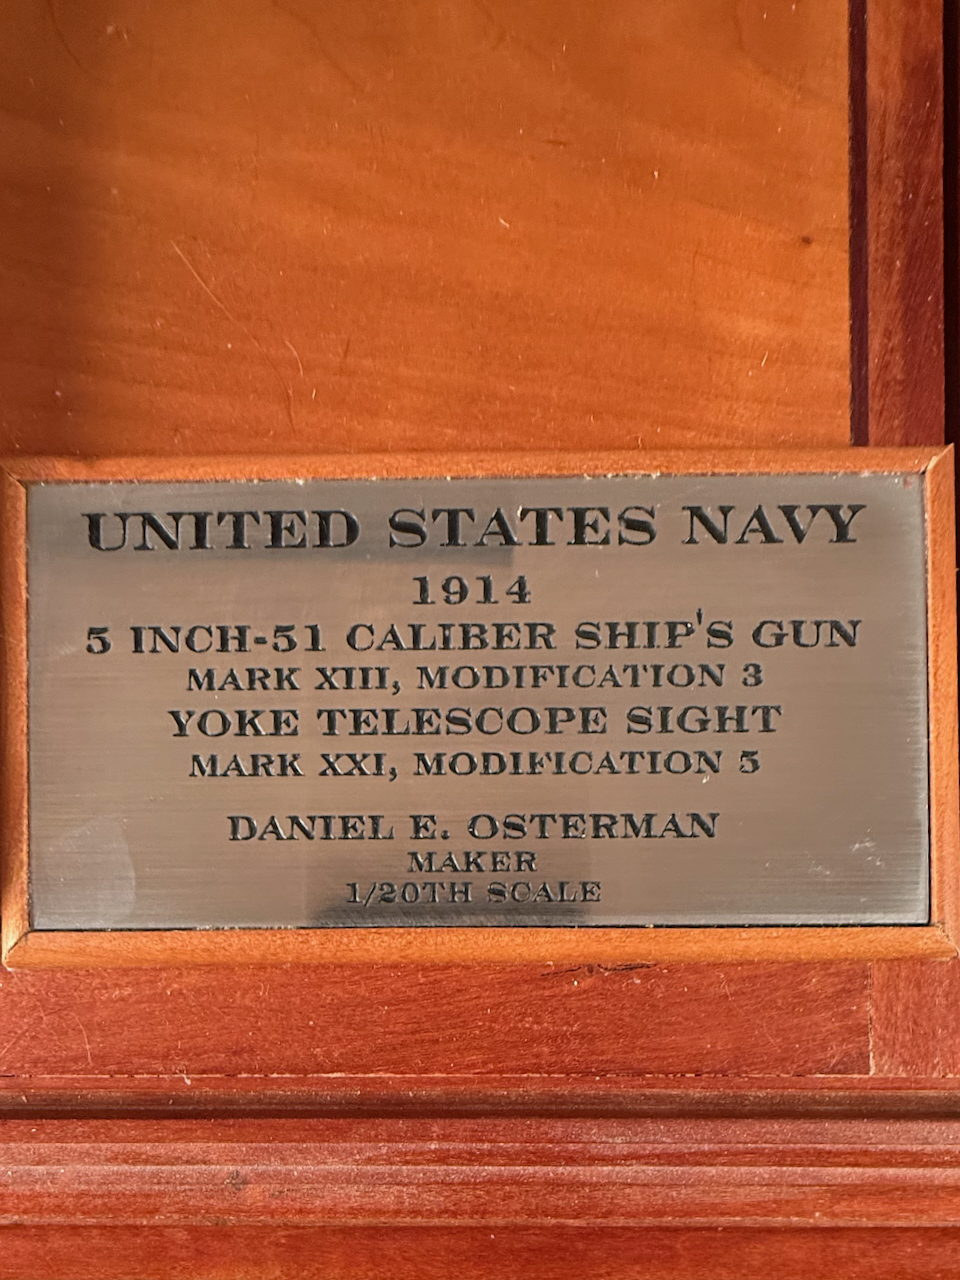 UNITED STATES NAVY
1914
5 INCH-51 CALIBER SHIP'S GUN
MARK XIII, MODIFICATION 3
YOKE TELESCOPE SIGHT
MARK XXI, MODIFICATION 5
DANIEL E. OSTERMAN
MAKER
1/20TH SCALE